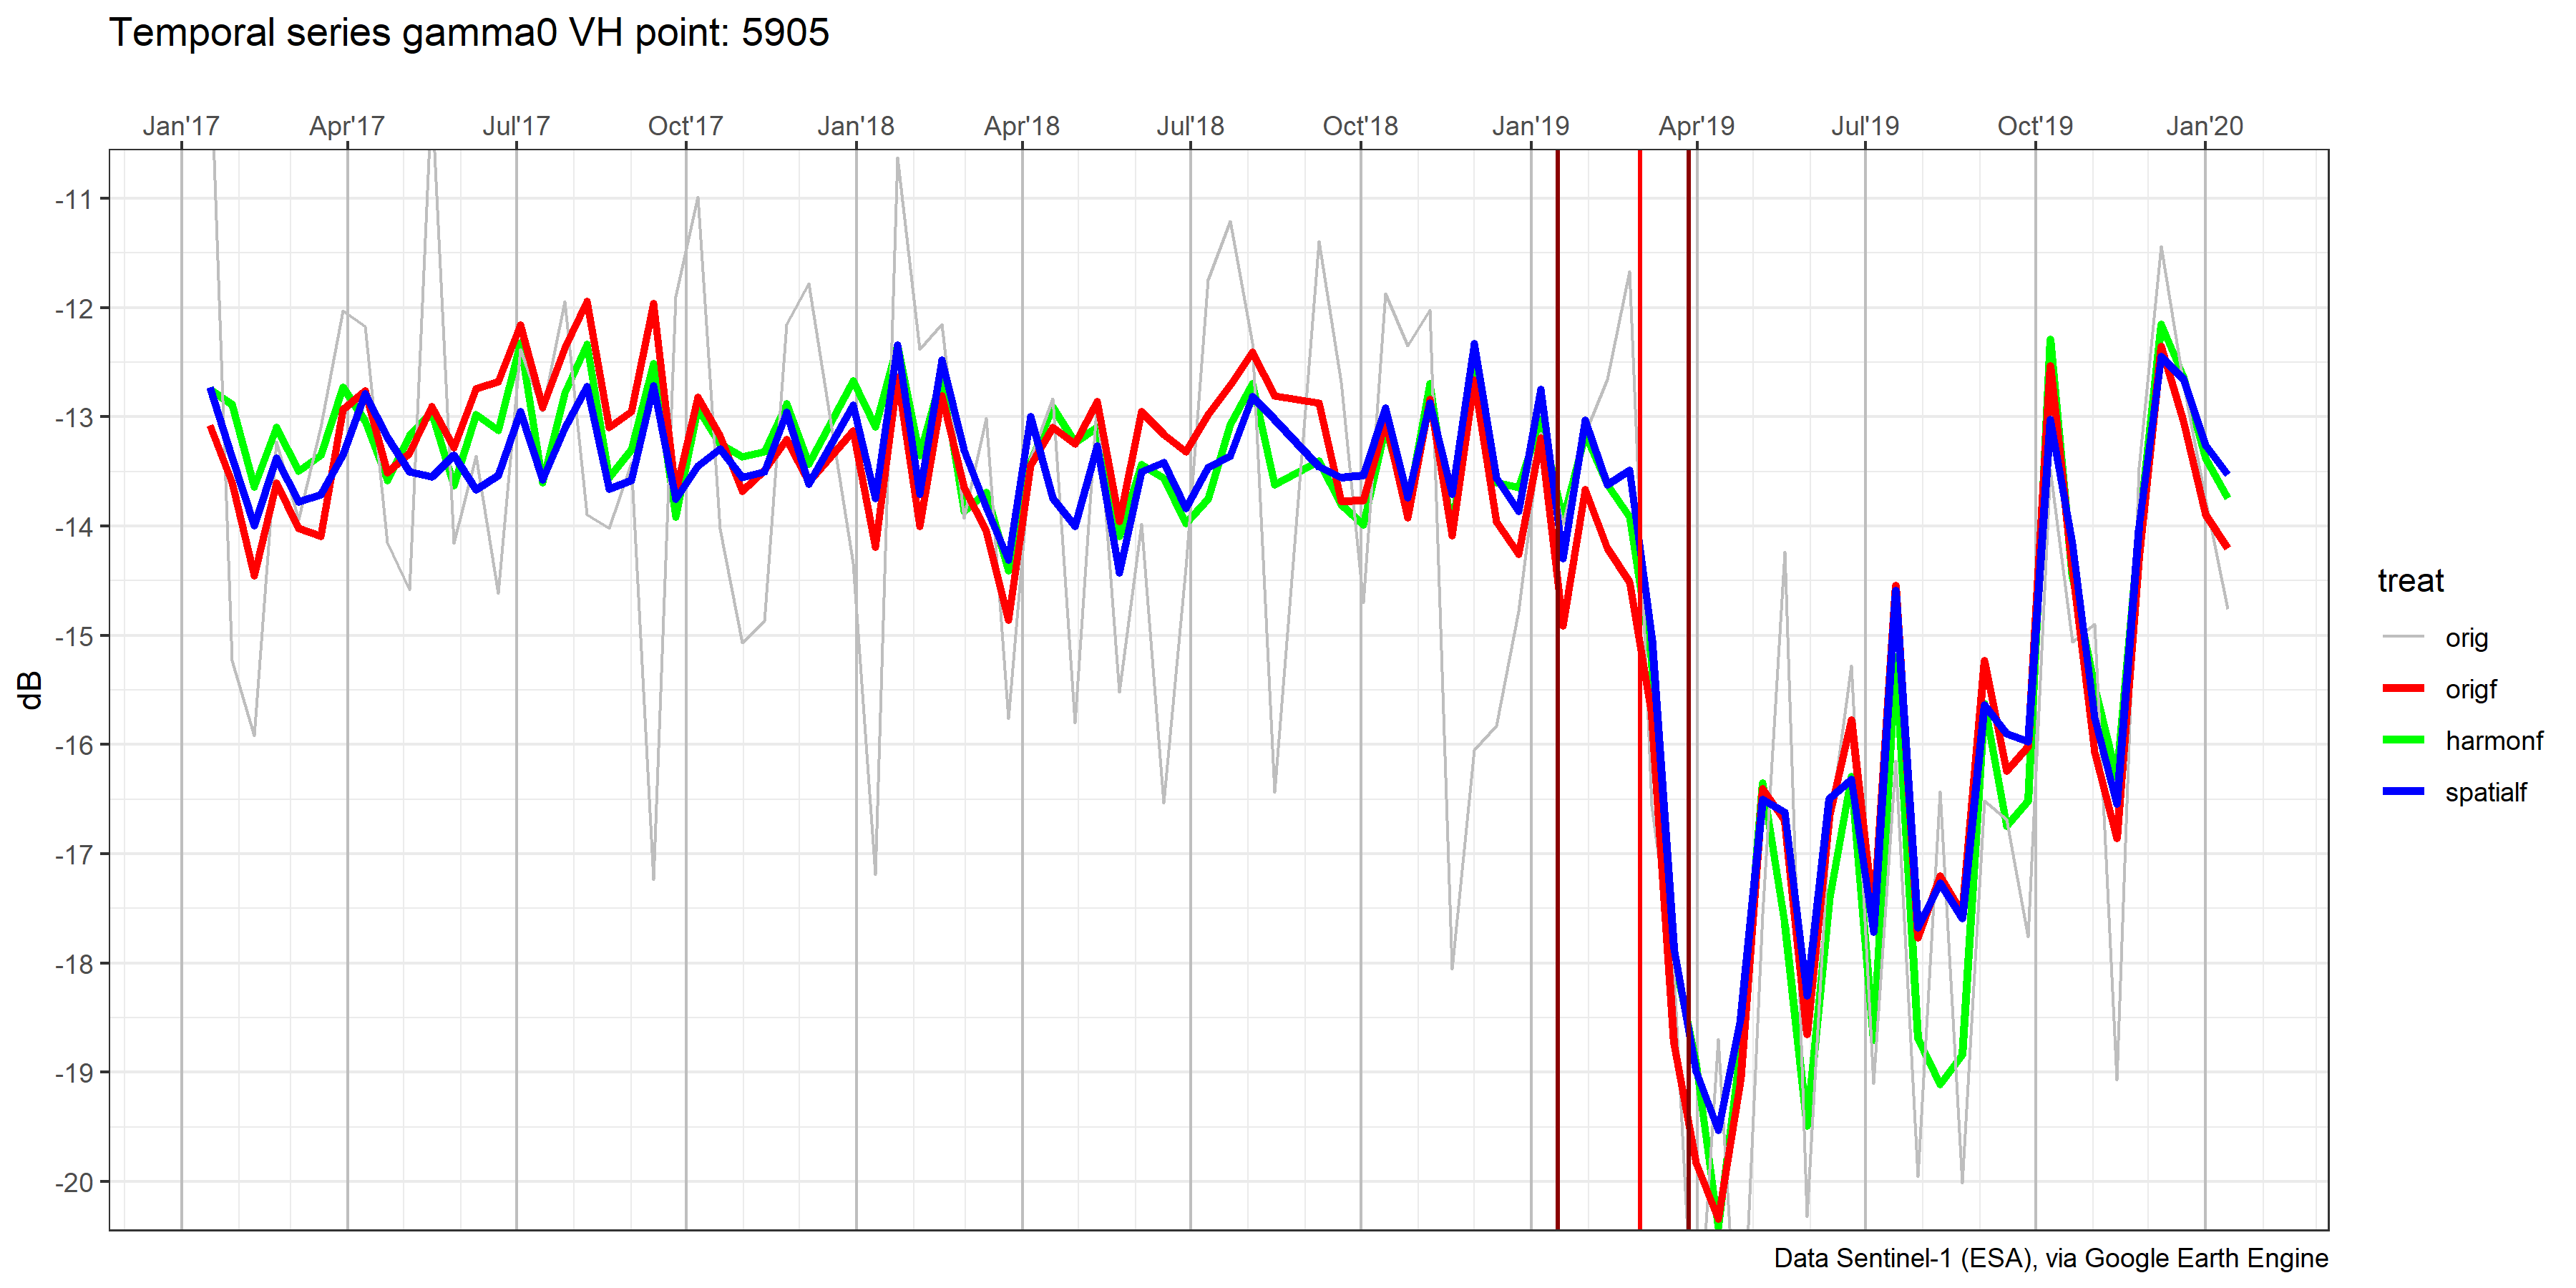 Temporal series gamma0 VH point: 5905
Jan'17 Apr'17 Jul'17 Oct'17 Jan'18 Apr'18 Jul'18 Oct'18 Jan'19 Apr'19 Jul'19 Oct'19 Jan'20
-11
-12
-13
-14
-15
-16
-17
-18
-19
-20
dB
treat
orig
origf
harmonf
spatialf
Data Sentinel-1 (ESA), via Google Earth Engine